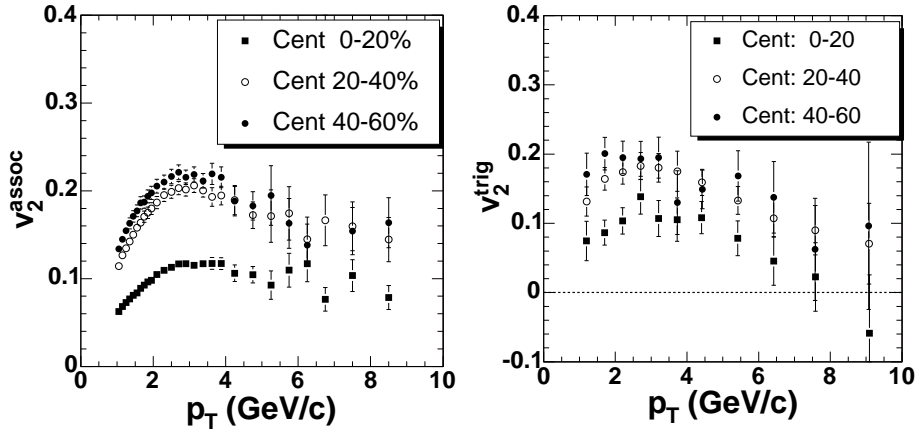 Cent 0-20%
Cent 20-40%
Cent 40-60%
v2assoc
0.4
0.3
0.2
0.1
0
0 2 4 6 8 10
pT (GeV/c)
Cent: 0-20
Cent: 20-40
Cent: 40-60
v2trig
0.4
0.3
0.2
0.1
0
-0.1
0 2 4 6 8 10
pT (GeV/c)